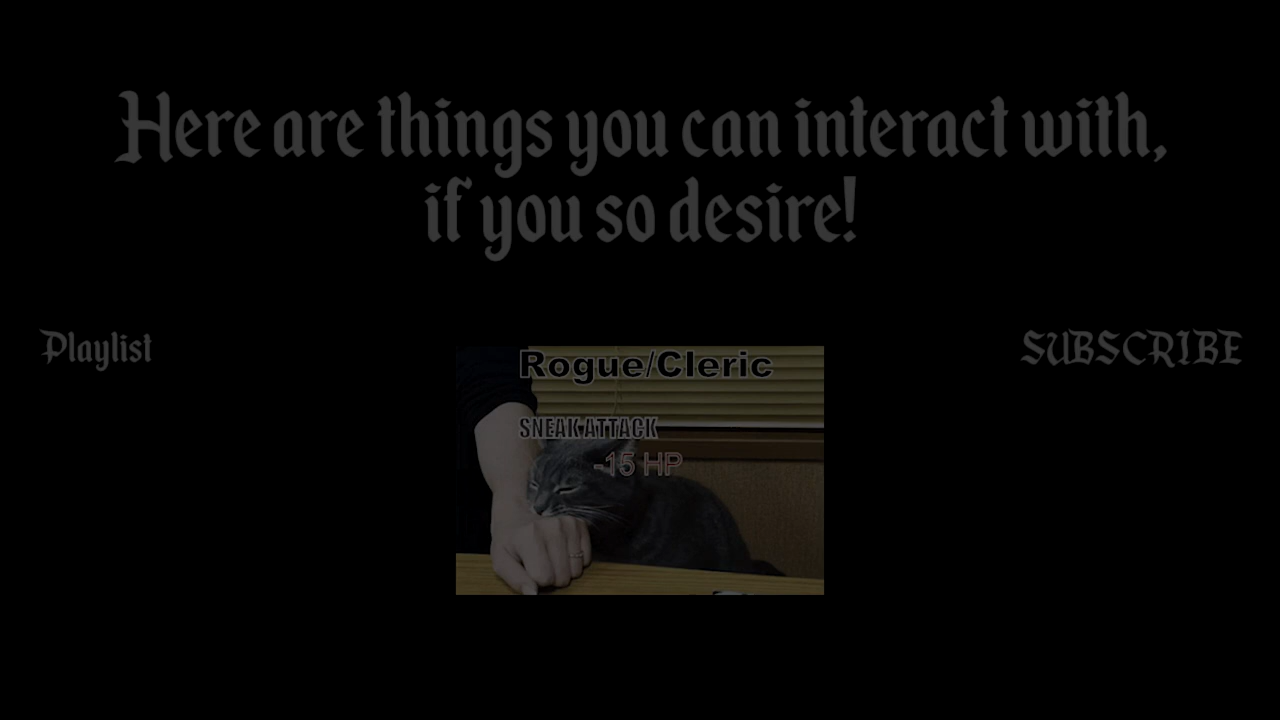 Here are things you can interact with,
if you so desire!
Playlist
SUBSCRIBE
Rogue/Cleric
SNEAK ATTACK
-15 HP